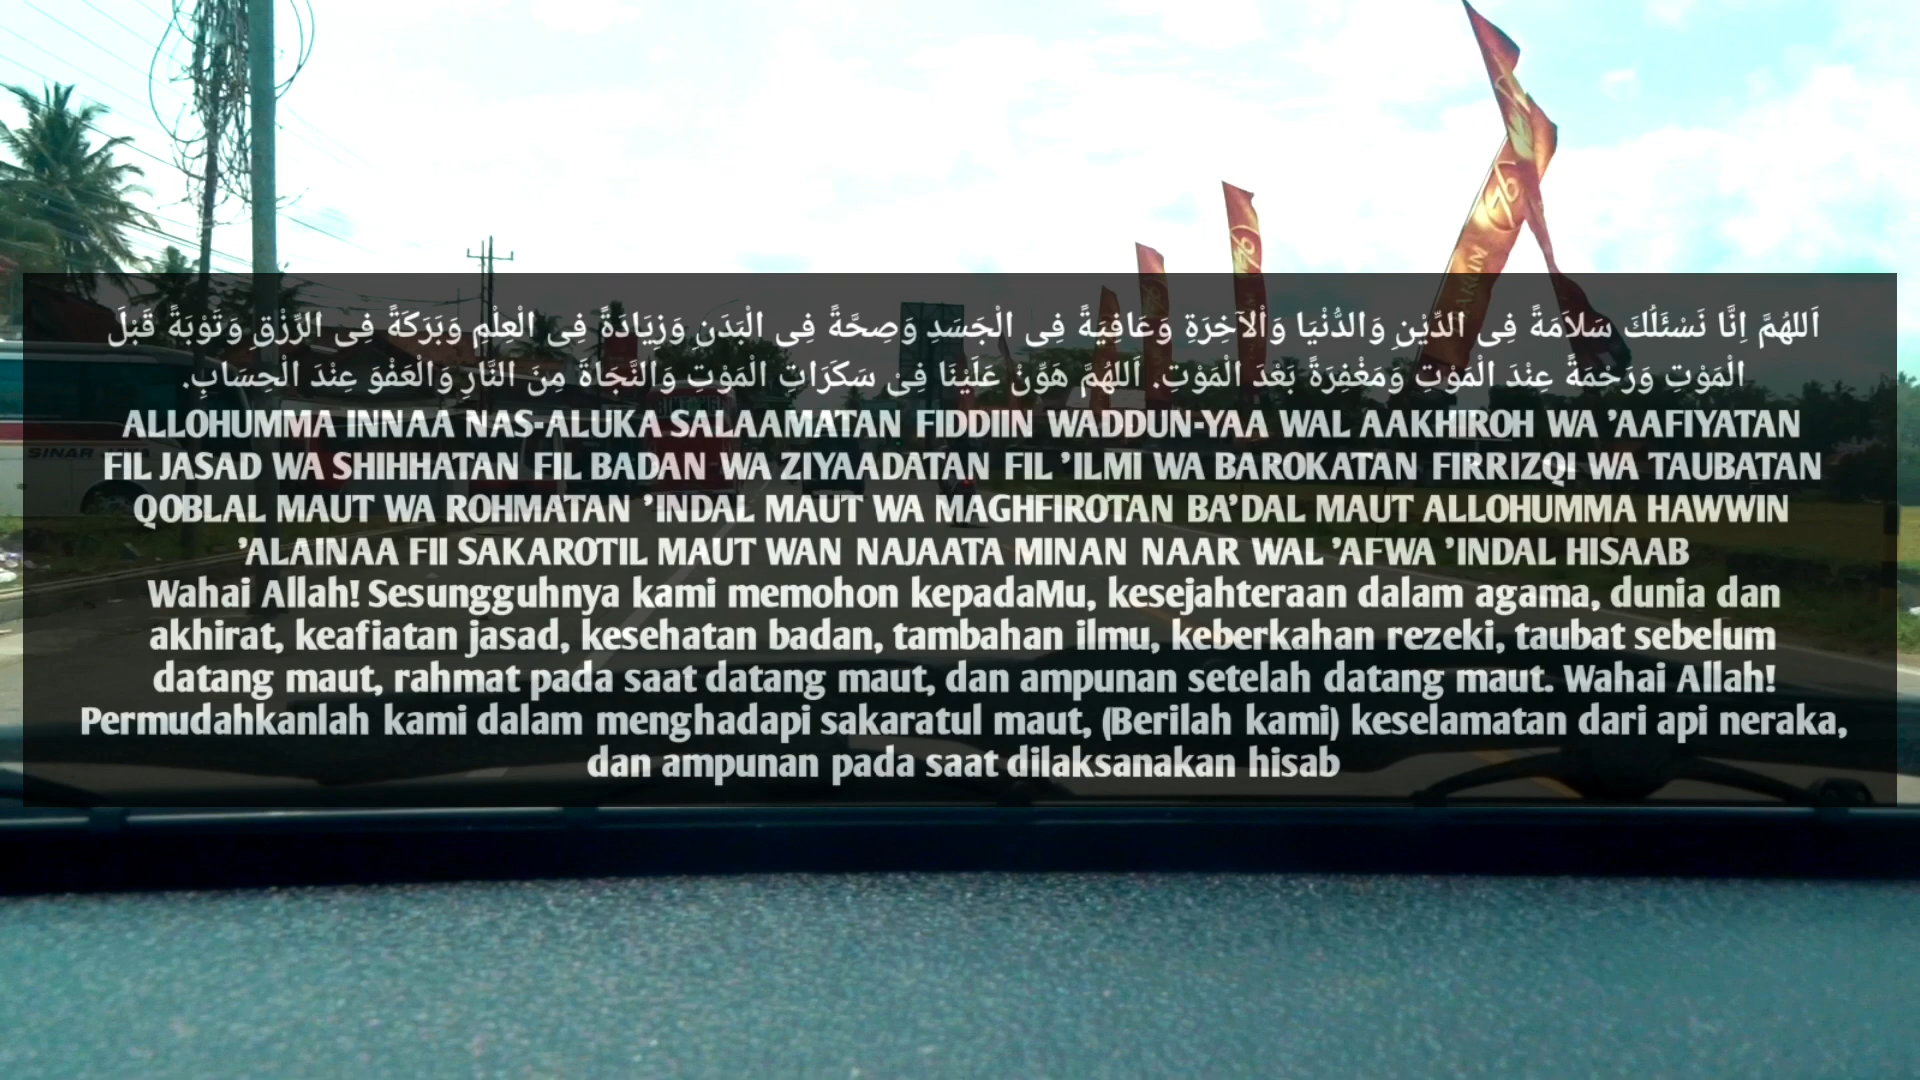 اَللهُمَّ اِنَّا نَسْئَلُكَ سَلاَمَةً فِى الدِّيْنِ وَالدُّنْيَا وَاْلآخِرَةِ وَعَافِيَةً فِى الْجَسَدِ وَصِحَّةً فِى الْبَدَنِ وَزِيَادَةً فِى الْعِلْمِ وَبَرَكَةً فِى الرِّزْقِ وَتَوْبَةً قَبْلَ
الْمَوْتِ وَرَحْمَةً عِنْدَ الْمَوْتِ وَمَغْفِرَةً بَعْدَ الْمَوْتِ. اَللهُمَّ هَوِّنْ عَلَيْنَا فِىْ سَكَرَاتِ الْمَوْتِ وَالنَّجَاةَ مِنَ النَّارِ وَالْعَفْوَ عِنْدَ الْحِسَابِ.
ALLOHUMMA INNAA NAS-ALUKA SALAAMATAN FIDDIIN WADDUN-YAA WAL AAKHIROH WA 'AAFIYATAN
FIL JASAD WA SHIHHATAN FIL BADAN WA ZIYAADATAN FIL 'ILMI WA BAROKATAN FIRRIZQI WA TAUBATAN
QOBLAL MAUT WA ROHMATAN 'INDAL MAUT WA MAGHFIROTAN BA'DAL MAUT ALLOHUMMA HAWWIN
'ALAINAA FII SAKAROTIL MAUT WAN NAJAATA MINAN NAAR WAL 'AFWA 'INDAL HISAAB
Wahai Allah! Sesungguhnya kami memohon kepadaMu, kesejahteraan dalam agama, dunia dan
akhirat, keafiatan jasad, kesehatan badan, tambahan ilmu, keberkahan rezeki, taubat sebelum
datang maut, rahmat pada saat datang maut, dan ampunan setelah datang maut. Wahai Allah!
Permudahkanlah kami dalam menghadapi sakaratul maut, (Berilah kami) keselamatan dari api neraka,
dan ampunan pada saat dilaksanakan hisab
SINAR JAYA